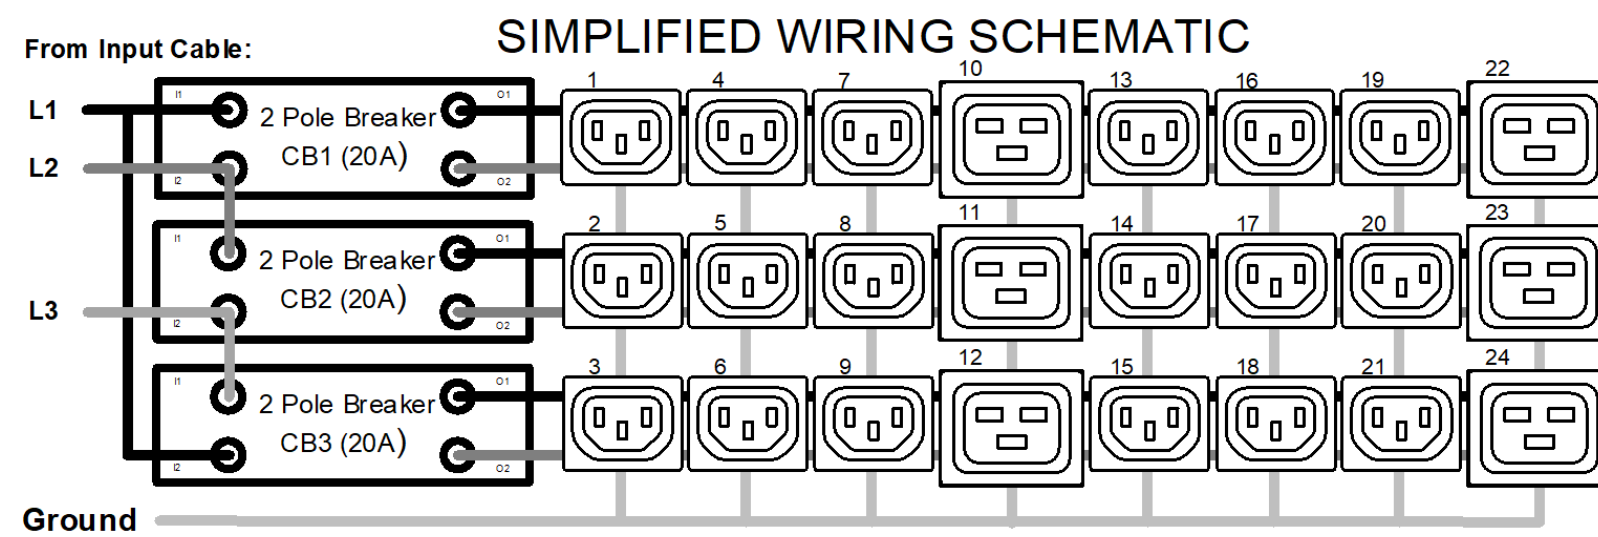 SIMPLIFIED WIRING SCHEMATIC
From Input Cable:
1 4 7 10 13 16 19 22
L1
I1 O1
2 Pole Breaker
CB1 (20A)
L2
I2 O2
2 5 8 11 14 17 20 23
I1 O1
2 Pole Breaker
CB2 (20A)
L3
I2 O2
3 6 9 12 15 18 21 24
I1 O1
2 Pole Breaker
CB3 (20A)
I2 O2
Ground